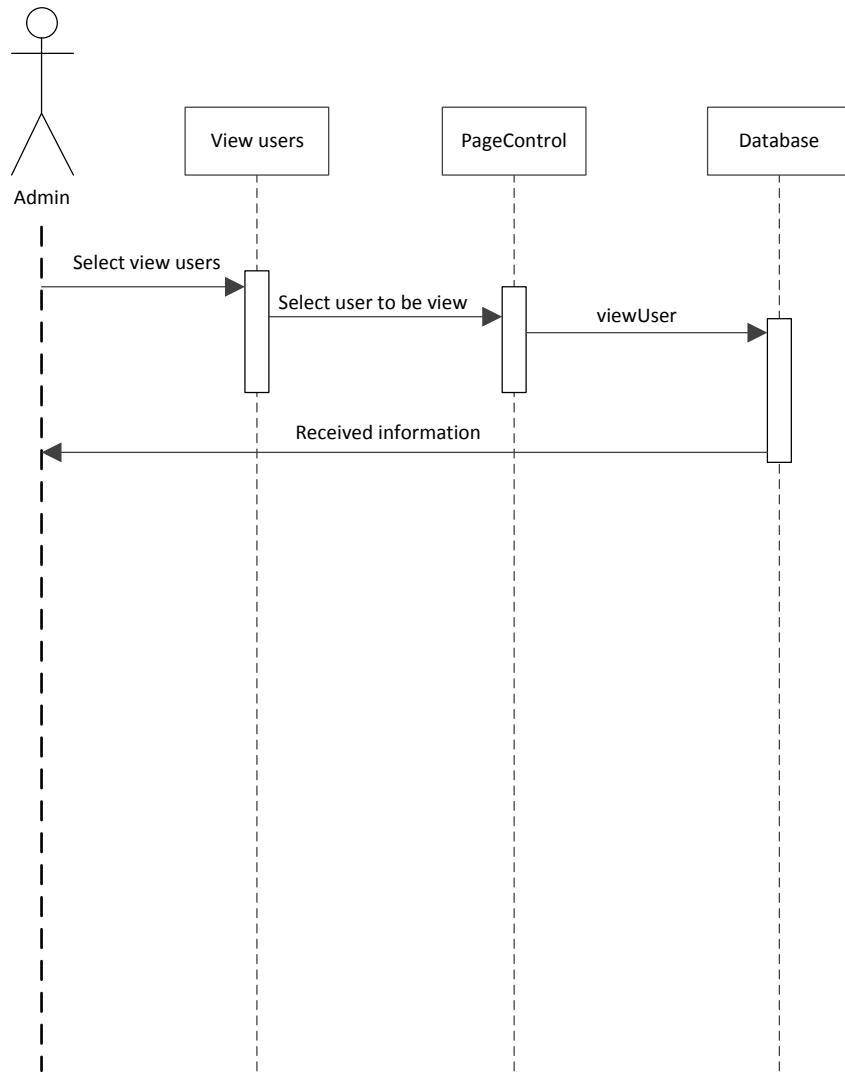 Admin
View users
PageControl
Database
Select view users
Select user to be view
viewUser
Received information